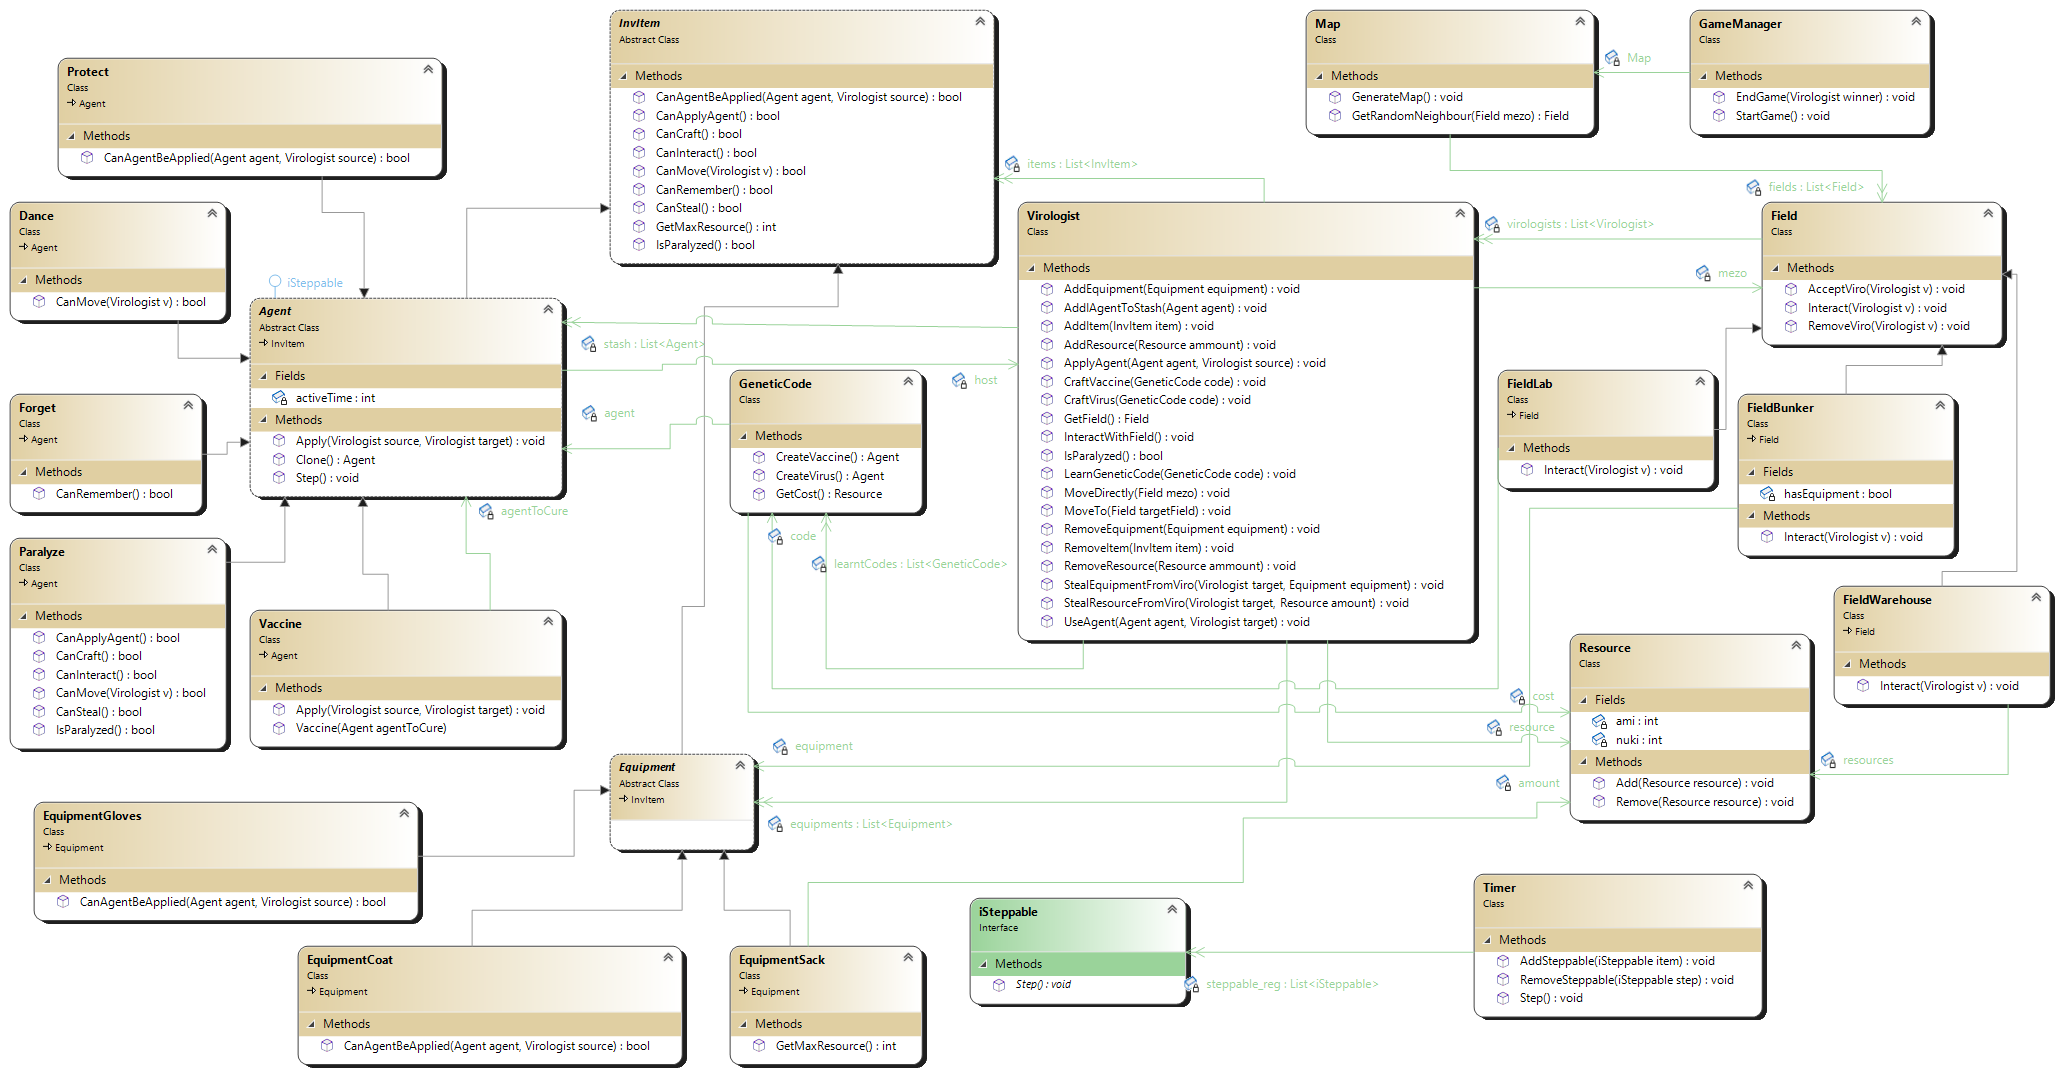 InvItem
Abstract Class
Methods
CanAgentBeApplied(Agent agent, Virologist source) : bool
CanApplyAgent() : bool
CanCraft() : bool
CanInteract() : bool
CanMove(Virologist v) : bool
CanRemember() : bool
CanSteal() : bool
GetMaxResource() : int
IsParalyzed() : bool
Map
Class
Methods
GenerateMap() : void
GetRandomNeighbour(Field mezo) : Field
Map
GameManager
Class
Methods
EndGame(Virologist winner) : void
StartGame() : void
Protect
Class
Agent
Methods
CanAgentBeApplied(Agent agent, Virologist source) : bool
items : List<InvItem>
fields : List<Field>
Dance
Class
Agent
Methods
CanMove(Virologist v) : bool
iSteppable
Agent
Abstract Class
InvItem
Fields
activeTime : int
Methods
Apply(Virologist source, Virologist target) : void
Clone() : Agent
Step() : void
stash : List<Agent>
host
agent
agentToCure
Virologist
Class
Methods
AddEquipment(Equipment equipment) : void
AddIAgentToStash(Agent agent) : void
AddItem(InvItem item) : void
AddResource(Resource ammount) : void
ApplyAgent(Agent agent, Virologist source) : void
CraftVaccine(GeneticCode code) : void
CraftVirus(GeneticCode code) : void
GetField() : Field
InteractWithField() : void
IsParalyzed() : bool
LearnGeneticCode(GeneticCode code) : void
MoveDirectly(Field mezo) : void
MoveTo(Field targetField) : void
RemoveEquipment(Equipment equipment) : void
RemoveItem(InvItem item) : void
RemoveResource(Resource ammount) : void
StealEquipmentFromViro(Virologist target, Equipment equipment) : void
StealResourceFromViro(Virologist target, Resource amount) : void
UseAgent(Agent agent, Virologist target) : void
virologists : List<Virologist>
mezo
Field
Class
Methods
AcceptViro(Virologist v) : void
Interact(Virologist v) : void
RemoveViro(Virologist v) : void
GeneticCode
Class
Methods
CreateVaccine() : Agent
CreateVirus() : Agent
GetCost() : Resource
code
learntCodes : List<GeneticCode>
FieldLab
Class
Field
Methods
Interact(Virologist v) : void
FieldBunker
Class
Field
Fields
hasEquipment : bool
Methods
Interact(Virologist v) : void
Forget
Class
Agent
Methods
CanRemember() : bool
Paralyze
Class
Agent
Methods
CanApplyAgent() : bool
CanCraft() : bool
CanInteract() : bool
CanMove(Virologist v) : bool
CanSteal() : bool
IsParalyzed() : bool
Vaccine
Class
Agent
Methods
Apply(Virologist source, Virologist target) : void
Vaccine(Agent agentToCure)
FieldWarehouse
Class
Field
Methods
Interact(Virologist v) : void
Resource
Class
Fields
ami : int
nuki : int
Methods
Add(Resource resource) : void
Remove(Resource resource) : void
cost
resource
amount
resources
equipment
equipments : List<Equipment>
Equipment
Abstract Class
InvItem
EquipmentGloves
Class
Equipment
Methods
CanAgentBeApplied(Agent agent, Virologist source) : bool
EquipmentCoat
Class
Equipment
Methods
CanAgentBeApplied(Agent agent, Virologist source) : bool
EquipmentSack
Class
Equipment
Methods
GetMaxResource() : int
iSteppable
Interface
Methods
Step() : void
steppable_reg : List<iSteppable>
Timer
Class
Methods
AddSteppable(iSteppable item) : void
RemoveSteppable(iSteppable step) : void
Step() : void